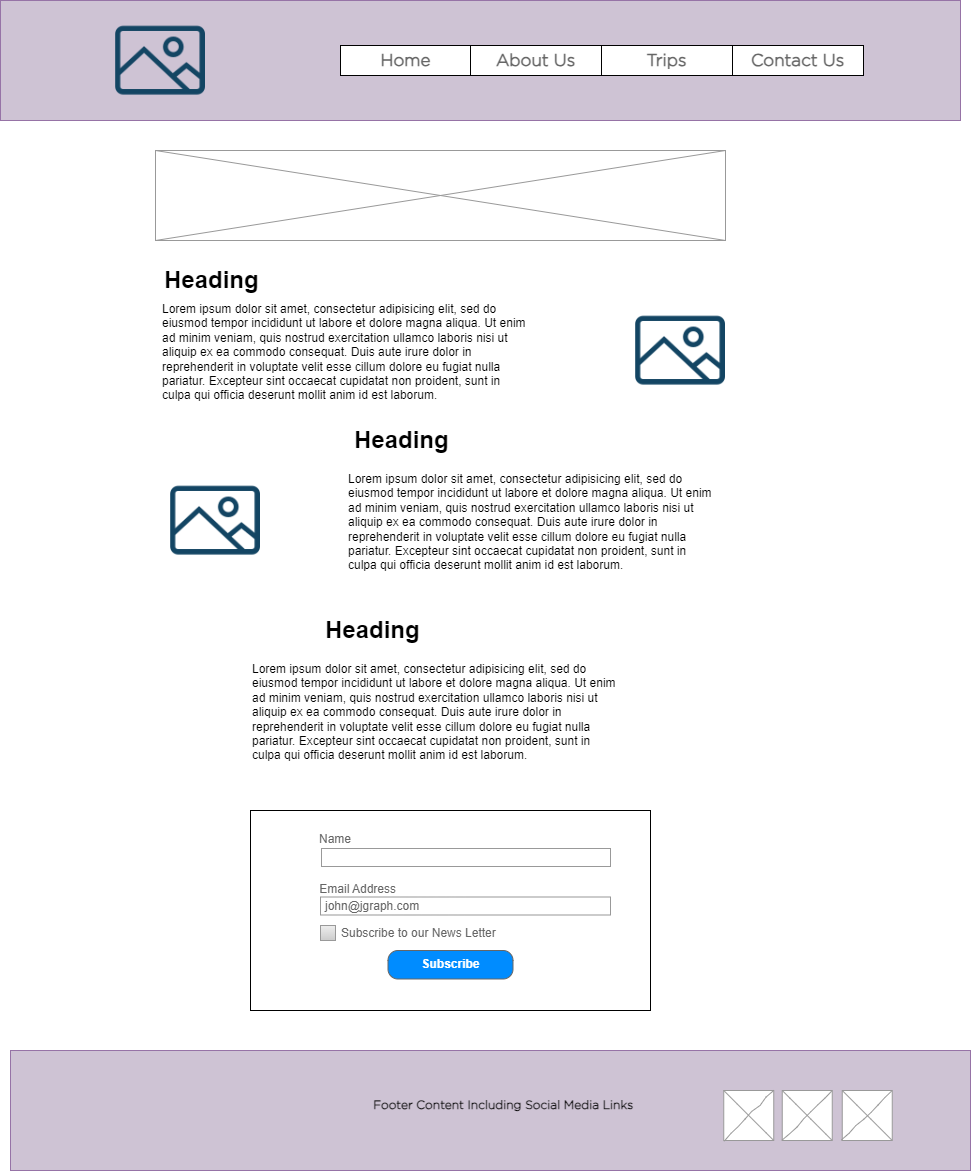 Home About Us Trips Contact Us
Heading
Lorem ipsum dolor sit amet, consectetur adipisicing elit, sed do
eiusmod tempor incididunt ut labore et dolore magna aliqua. Ut enim
ad minim veniam, quis nostrud exercitation ullamco laboris nisi ut
aliquip ex ea commodo consequat. Duis aute irure dolor in
reprehenderit in voluptate velit esse cillum dolore eu fugiat nulla
pariatur. Excepteur sint occaecat cupidatat non proident, sunt in
culpa qui officia deserunt mollit anim id est laborum.
Heading
Lorem ipsum dolor sit amet, consectetur adipisicing elit, sed do
eiusmod tempor incididunt ut labore et dolore magna aliqua. Ut enim
ad minim veniam, quis nostrud exercitation ullamco laboris nisi ut
aliquip ex ea commodo consequat. Duis aute irure dolor in
reprehenderit in voluptate velit esse cillum dolore eu fugiat nulla
pariatur. Excepteur sint occaecat cupidatat non proident, sunt in
culpa qui officia deserunt mollit anim id est laborum.
Heading
Lorem ipsum dolor sit amet, consectetur adipisicing elit, sed do
eiusmod tempor incididunt ut labore et dolore magna aliqua. Ut enim
ad minim veniam, quis nostrud exercitation ullamco laboris nisi ut
aliquip ex ea commodo consequat. Duis aute irure dolor in
reprehenderit in voluptate velit esse cillum dolore eu fugiat nulla
pariatur. Excepteur sint occaecat cupidatat non proident, sunt in
culpa qui officia deserunt mollit anim id est laborum.
Name
Email Address
john@jgraph.com
Subscribe to our News Letter
Subscribe
Footer Content Including Social Media Links